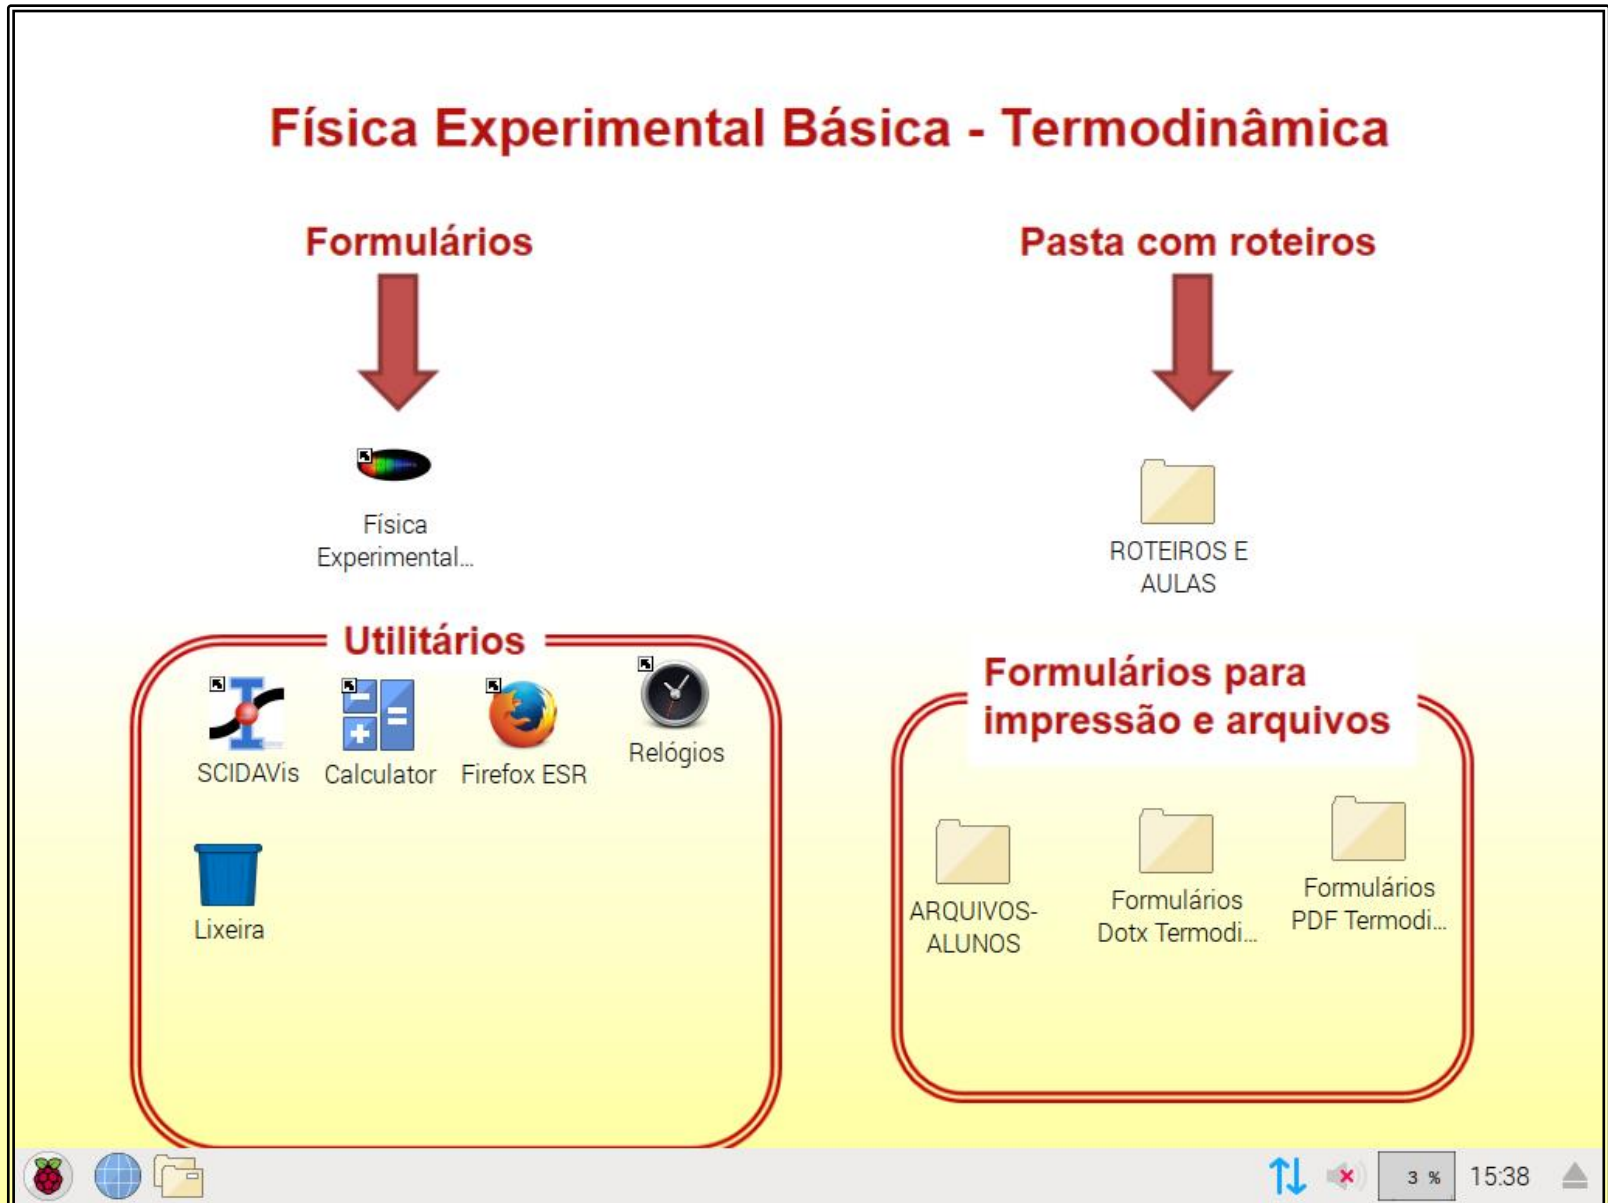 Física Experimental Básica - Termodinâmica
Formulários
Pasta com roteiros
Física
Experimental...
ROTEIROS E
AULAS
Utilitários
SCIDAVis
Calculator
Firefox ESR
Relógios
Lixeira
Formulários para
impressão e arquivos
ARQUIVOS-
ALUNOS
Formulários
Dotx Termodi...
Formulários
PDF Termodi...
3 %
15:38